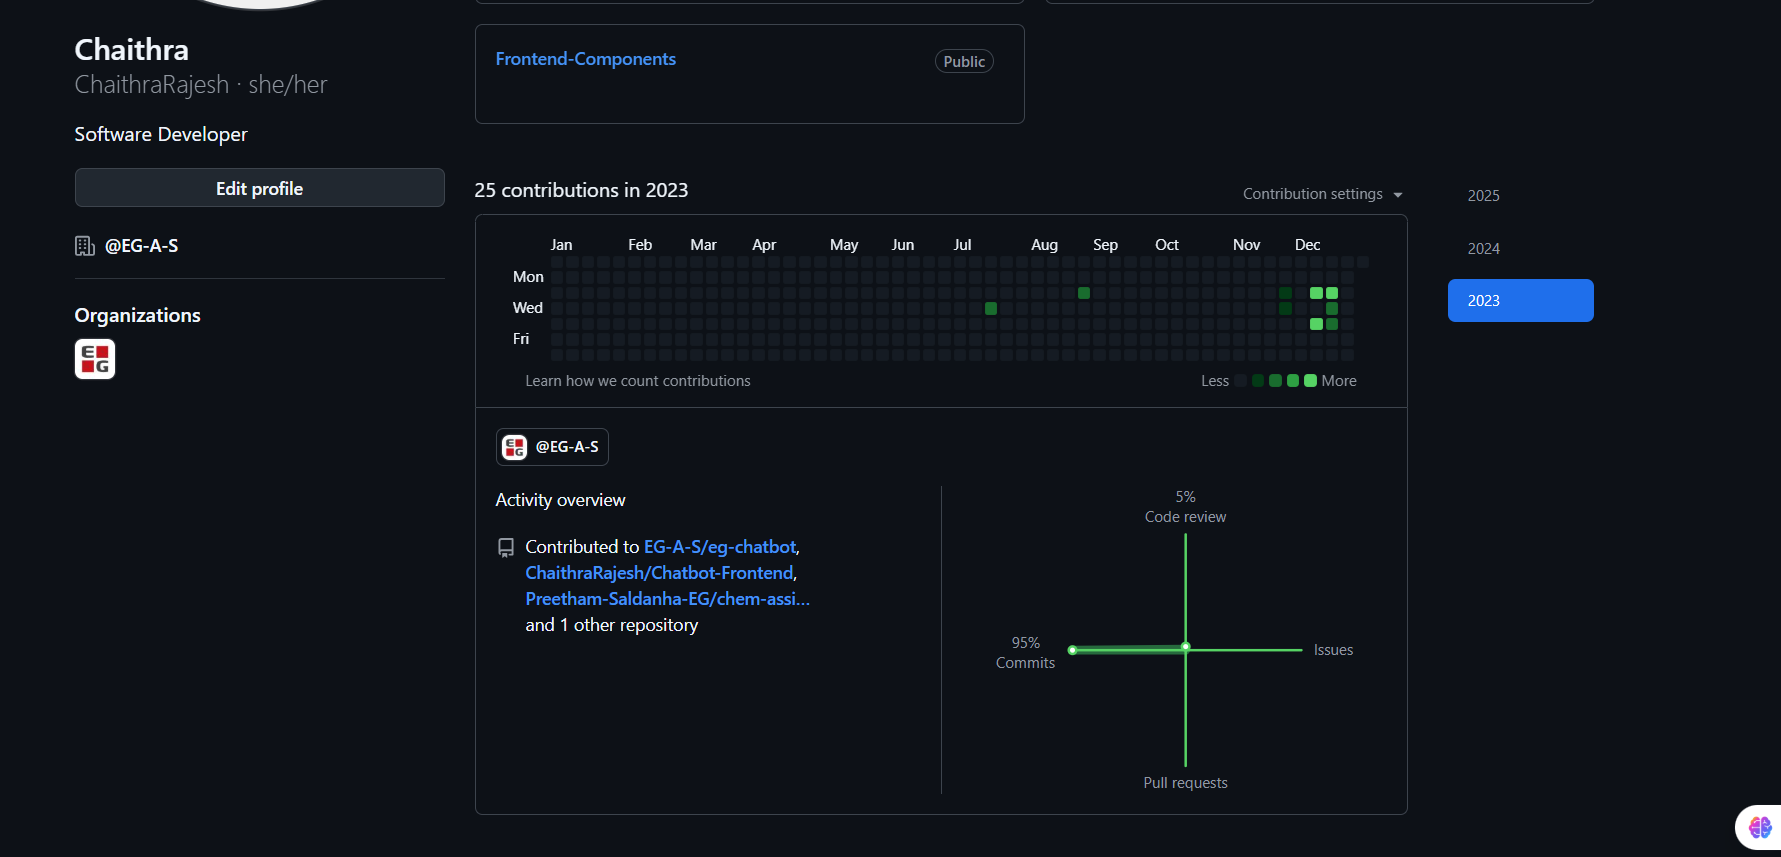 Chaithra
ChaithraRajesh · she/her
Software Developer
Edit profile
@EG-A-S
Organizations
EG
Frontend-Components
Public
25 contributions in 2023
Contribution settings
2025
2024
2023
Jan Feb Mar Apr May Jun Jul Aug Sep Oct Nov Dec
Mon
Wed
Fri
Learn how we count contributions
Less More
EG @EG-A-S
Activity overview
Contributed to EG-A-S/eg-chatbot,
ChaithraRajesh/Chatbot-Frontend,
Preetham-Saldanha-EG/chem-assi...
and 1 other repository
5%
Code review
95%
Commits
Issues
Pull requests